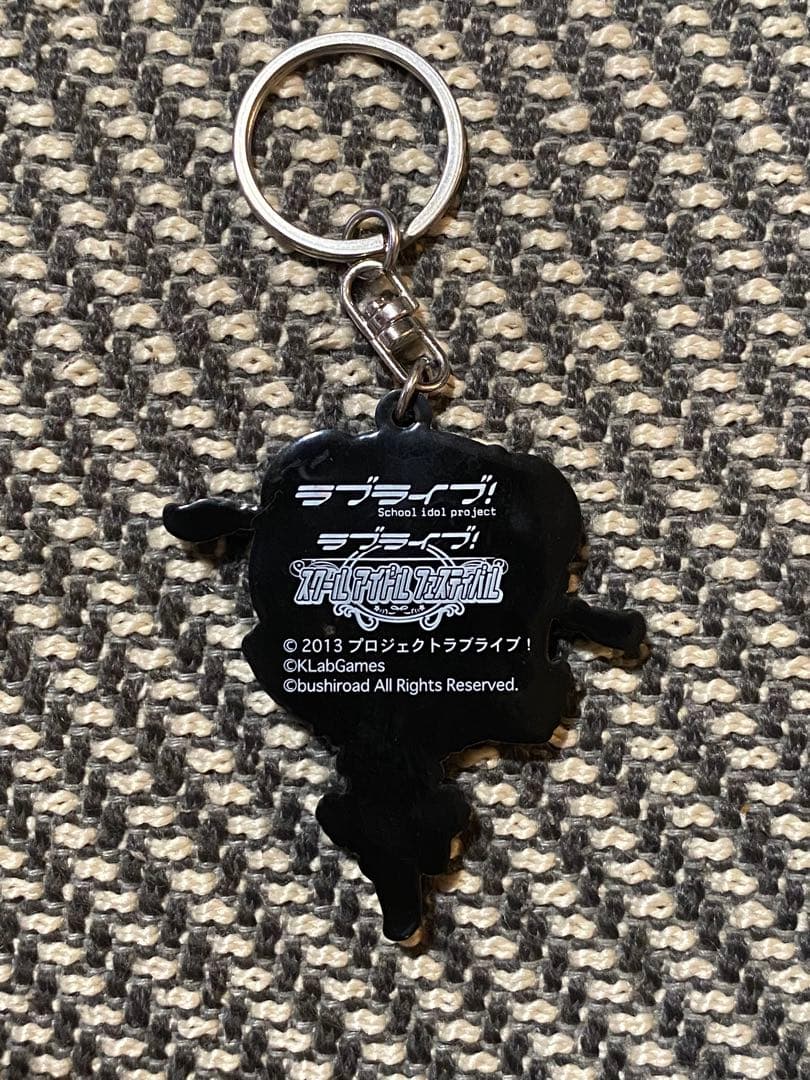 ラブライブ!
School idol project
ラブライブ!
スクールアイドルフェスティバル
© 2013 プロジェクトラブライブ！
©KLabGames
©bushiroad All Rights Reserved.